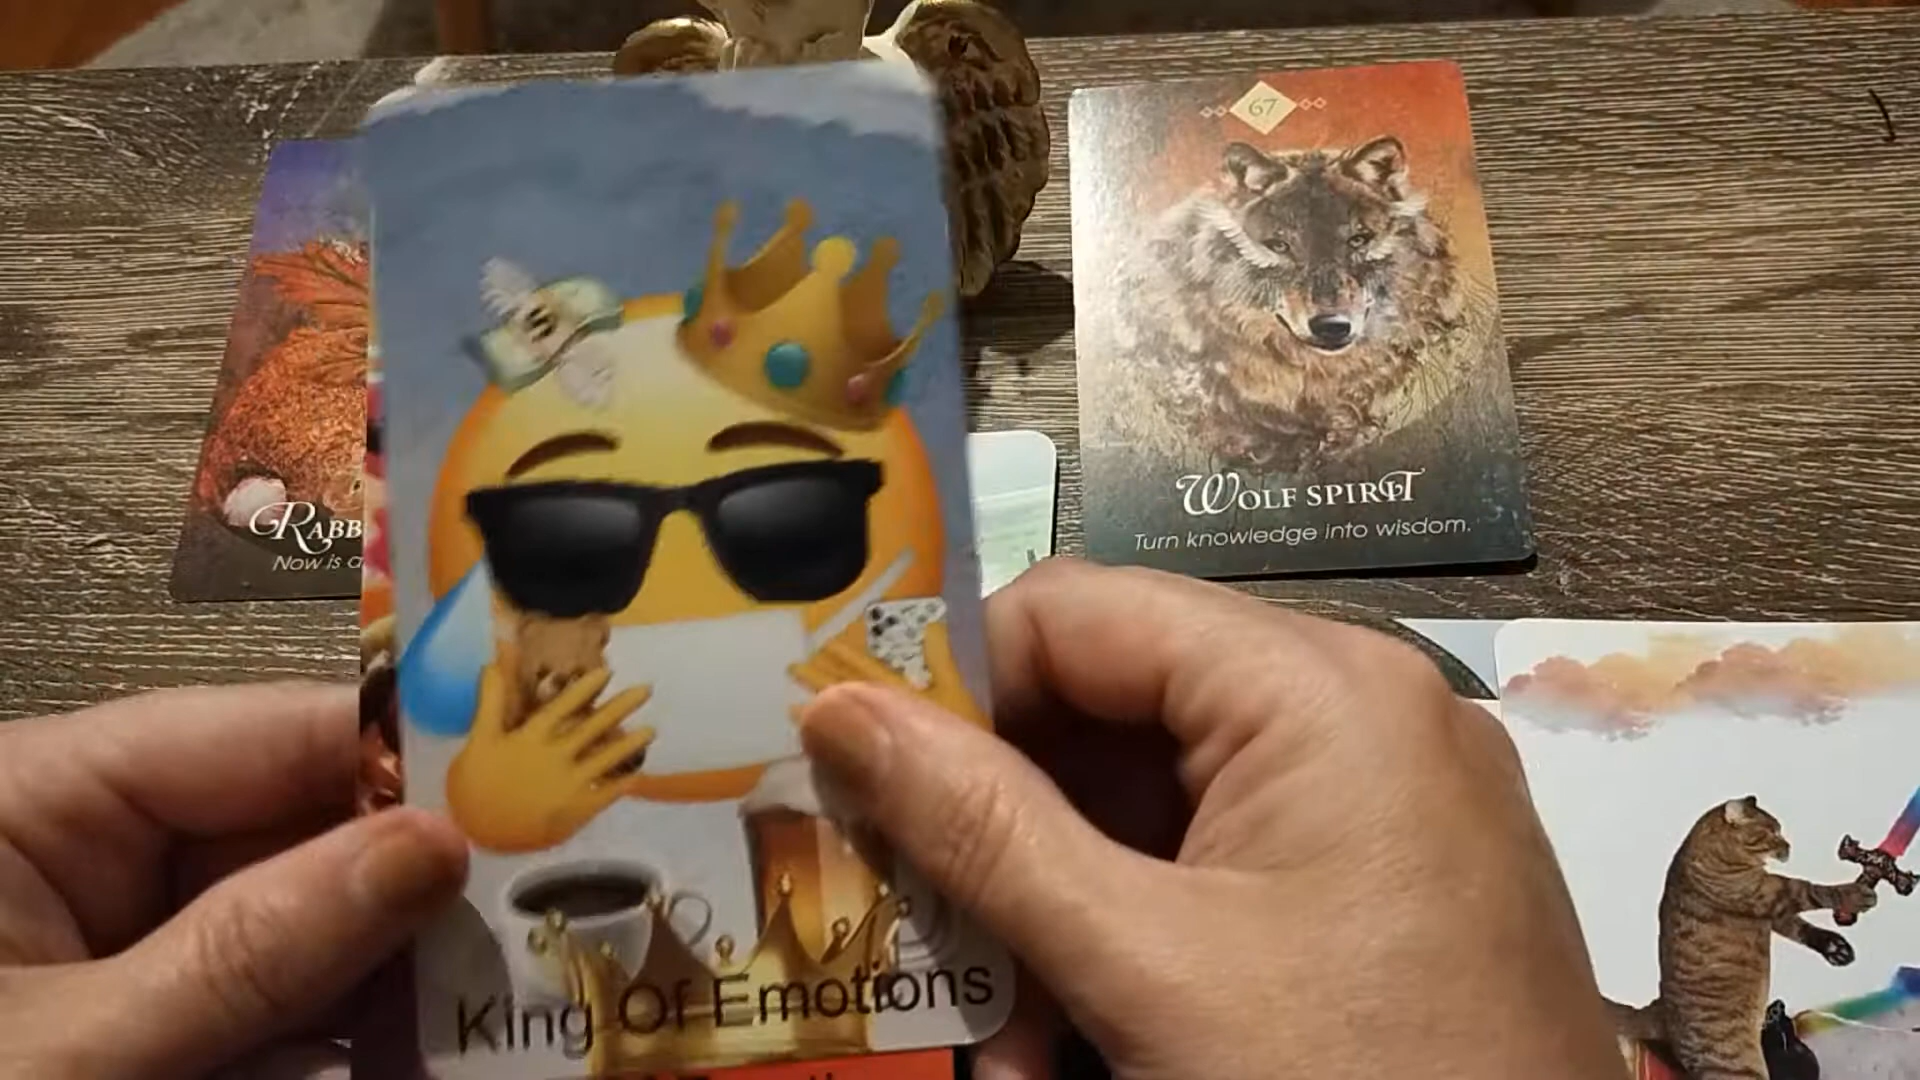 67
WOLF SPIRIT
Turn knowledge into wisdom.
RABB
Now is a
King Of Emotions